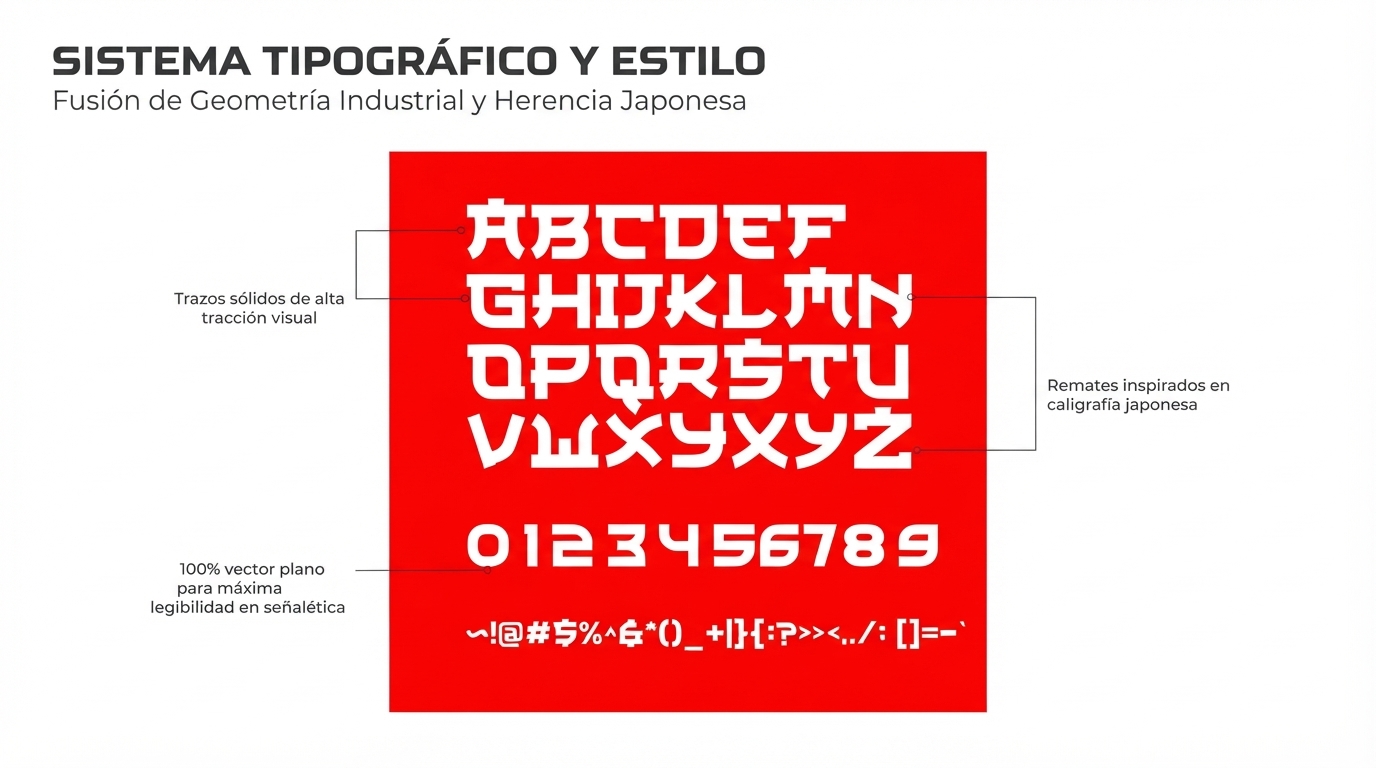 SISTEMA TIPOGRÁFICO Y ESTILO
Fusión de Geometría Industrial y Herencia Japonesa
ABCDEF
GHIJKLMN
OPQRSTU
VWXYXYZ
0123456789
Trazos sólidos de alta
tracción visual
Remates inspirados en
caligrafía japonesa
100% vector plano
para máxima
legibilidad en señalética
~!@#$%^&*()_+|}{:?>><../: []=-`